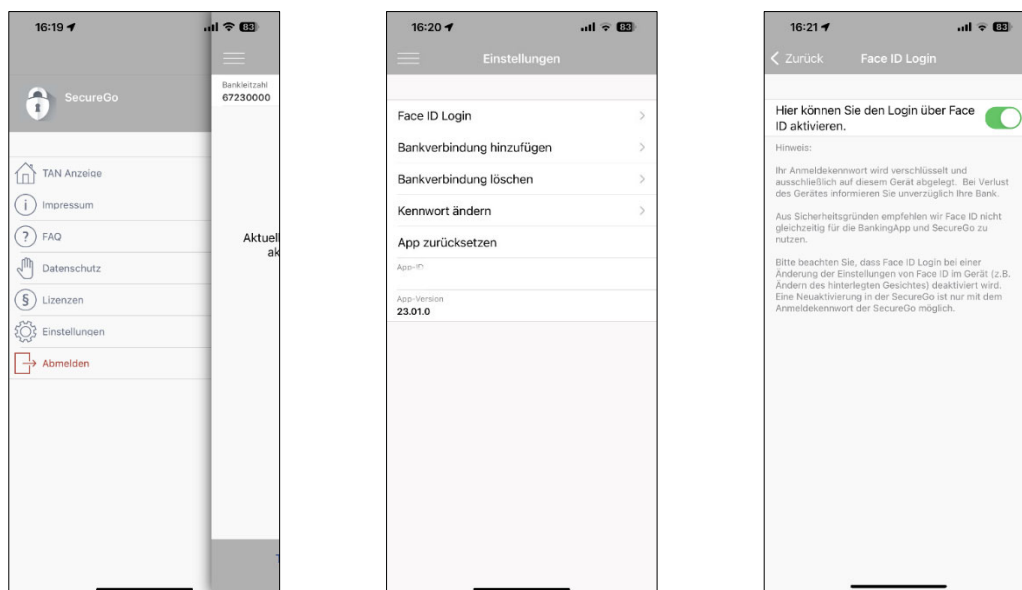 16:19
83
SecureGo
Bankleitzahl
67230000
TAN Anzeige
Impressum
FAQ
Datenschutz
Lizenzen
Einstellungen
Abmelden
Aktuel
ak
16:20
83
Einstellungen
Face ID Login
Bankverbindung hinzufügen
Bankverbindung löschen
Kennwort ändern
App zurücksetzen
App-ID
App-Version
23.01.0
16:21
83
Zurück Face ID Login
Hier können Sie den Login über Face
ID aktivieren.
Hinweis:
Ihr Anmeldekennwort wird verschlüsselt und
ausschließlich auf diesem Gerät abgelegt. Bei Verlust
des Gerätes informieren Sie unverzüglich Ihre Bank.
Aus Sicherheitsgründen empfehlen wir Face ID nicht
gleichzeitig für die BankingApp und SecureGo zu
nutzen.
Bitte beachten Sie, dass Face ID Login bei einer
Änderung der Einstellungen von Face ID im Gerät (z.B.
Ändern des hinterlegten Gesichtes) deaktiviert wird.
Eine Neuaktivierung in der SecureGo ist nur mit dem
Anmeldekennwort der SecureGo möglich.